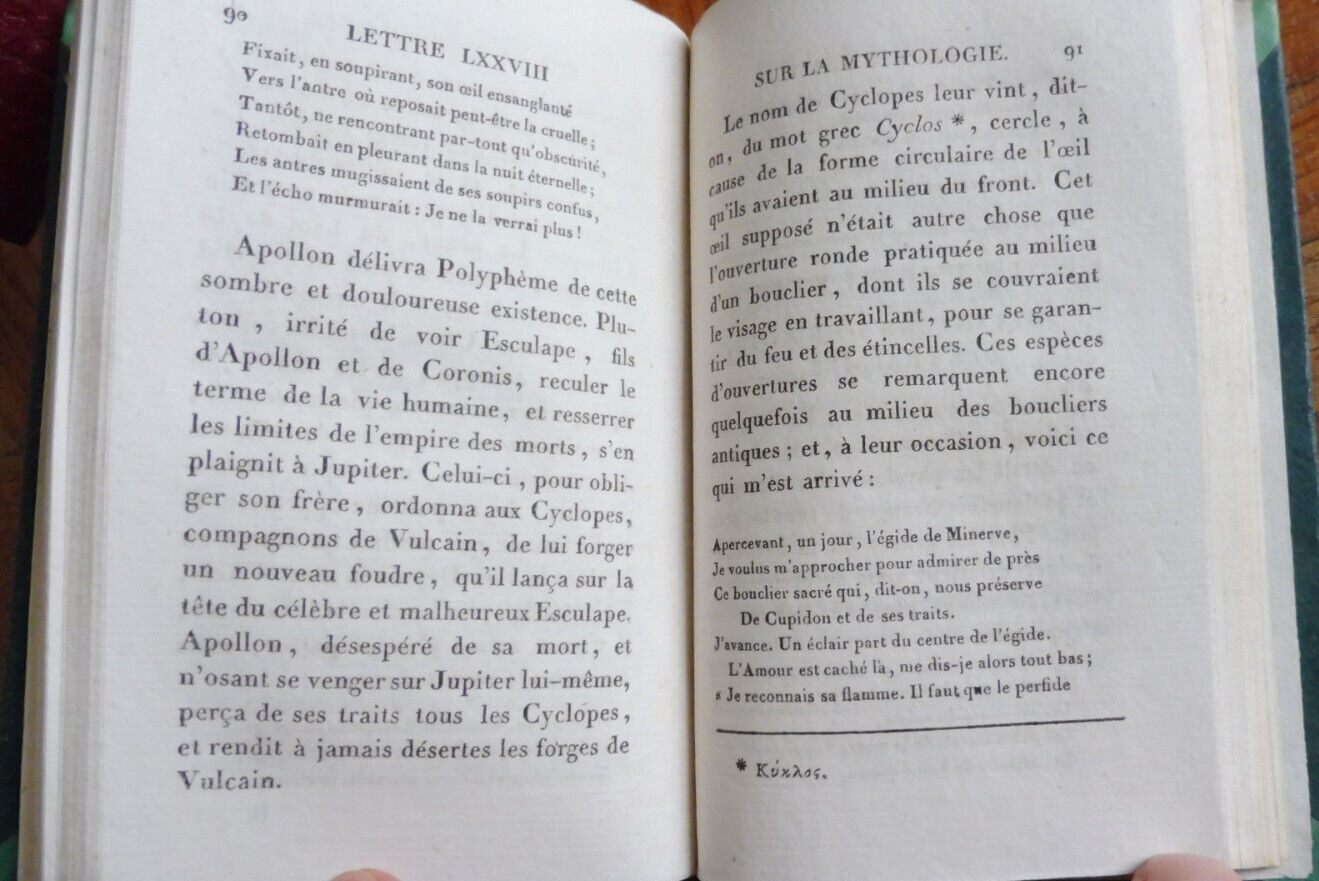 90
LETTRE LXXVIII
Fixait, en soupirant, son œil ensanglanté
Vers l'antre où reposait peut-être la cruelle ;
Tantôt, ne rencontrant par-tout qu'obscurité,
Retombait en pleurant dans la nuit éternelle ;
Les antres mugissaient de ses soupirs confus,
Et l'écho murmurait : Je ne la verrai plus !
Apollon délivra Polyphème de cette
sombre et douloureuse existence. Plu-
ton , irrité de voir Esculape , fils
d'Apollon et de Coronis, reculer le
terme de la vie humaine, et resserrer
les limites de l'empire des morts, s'en
plaignit à Jupiter. Celui-ci, pour obli-
ger son frère, ordonna aux Cyclopes,
compagnons de Vulcain, de lui forger
un nouveau foudre, qu'il lança sur la
tête du célèbre et malheureux Esculape.
Apollon, désespéré de sa mort, et
n'osant se venger sur Jupiter lui-même,
perça de ses traits tous les Cyclopes,
et rendit à jamais désertes les forges de
Vulcain.
SUR LA MYTHOLOGIE. 91
Le nom de Cyclopes leur vint, dit-
on, du mot grec Cyclos *, cercle, à
cause de la forme circulaire de l'œil
qu'ils avaient au milieu du front. Cet
œil supposé n'était autre chose que
l'ouverture ronde pratiquée au milieu
d'un bouclier, dont ils se couvraient
le visage en travaillant, pour se garan-
tir du feu et des étincelles. Ces espèces
d'ouvertures se remarquent encore
quelquefois au milieu des boucliers
antiques ; et, à leur occasion, voici ce
qui m'est arrivé :
Apercevant, un jour, l'égide de Minerve,
Je voulus m'approcher pour admirer de près
Ce bouclier sacré qui, dit-on, nous préserve
De Cupidon et de ses traits.
J'avance. Un éclair part du centre de l'égide.
L'Amour est caché là, me dis-je alors tout bas ;
« Je reconnais sa flamme. Il faut que le perfide
* Κύκλος.